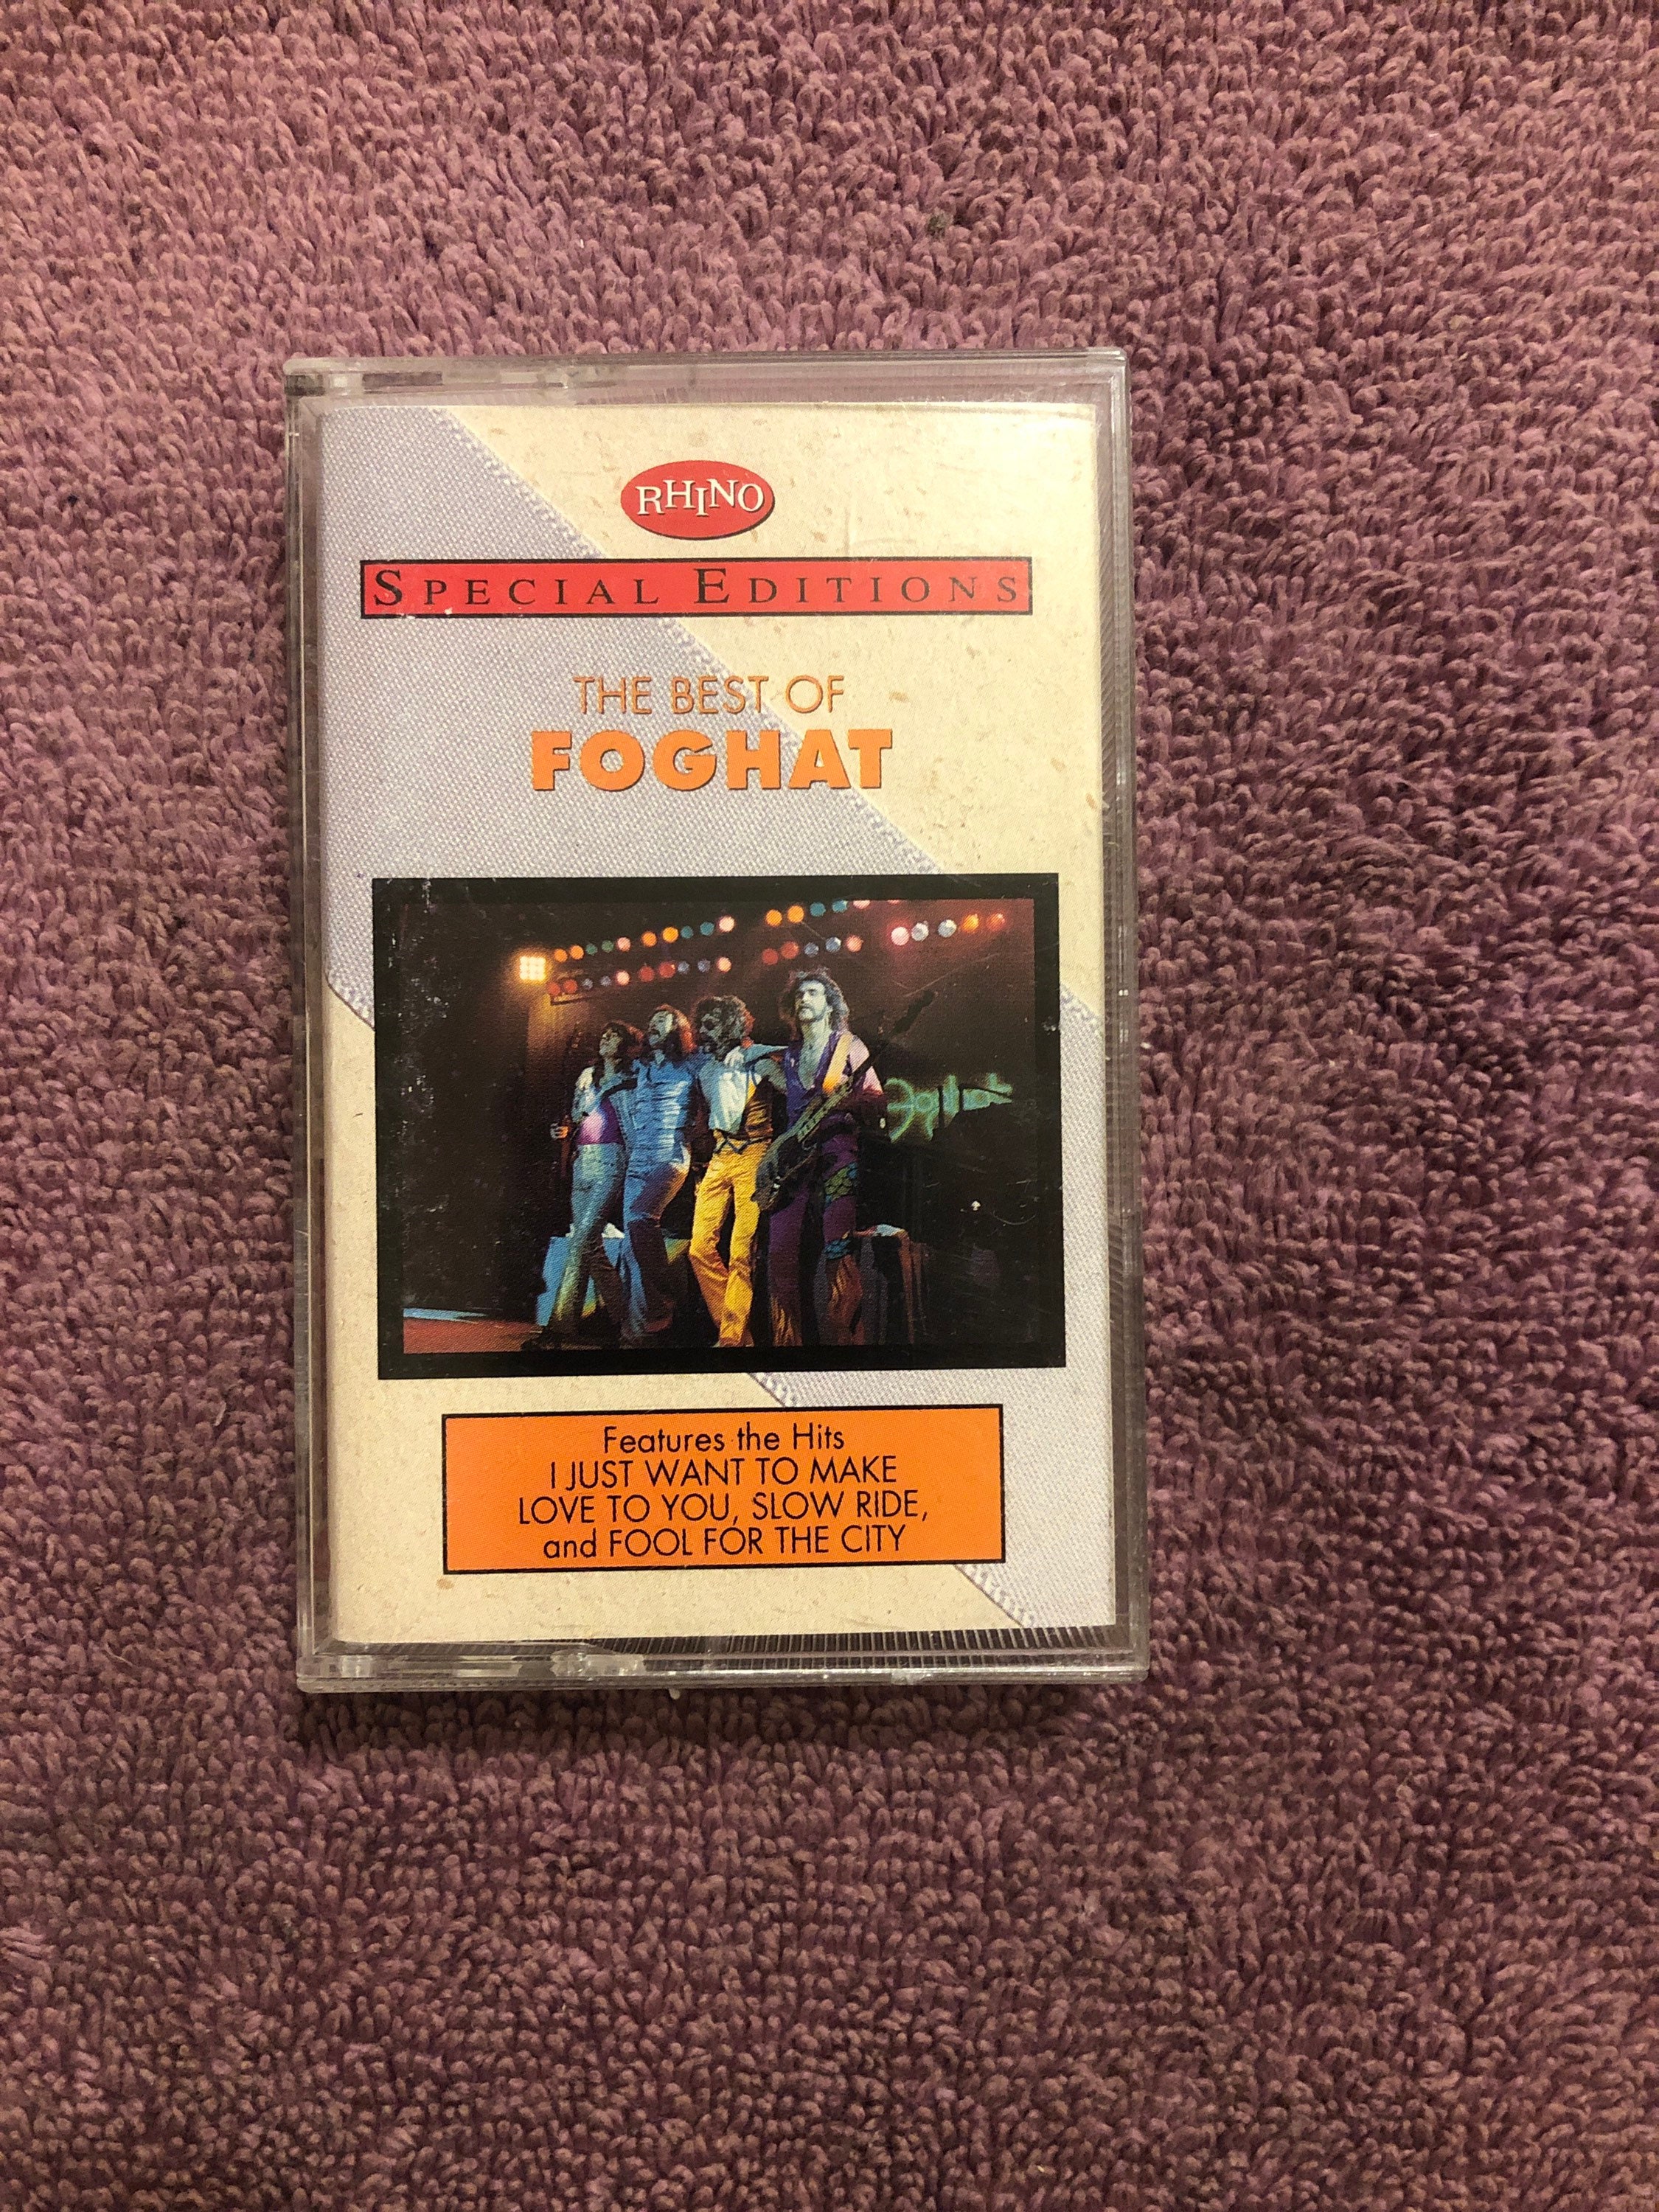 RHINO
SPECIAL EDITIONS
THE BEST OF
FOGHAT
Foghat
Features the Hits
I JUST WANT TO MAKE
LOVE TO YOU, SLOW RIDE,
and FOOL FOR THE CITY